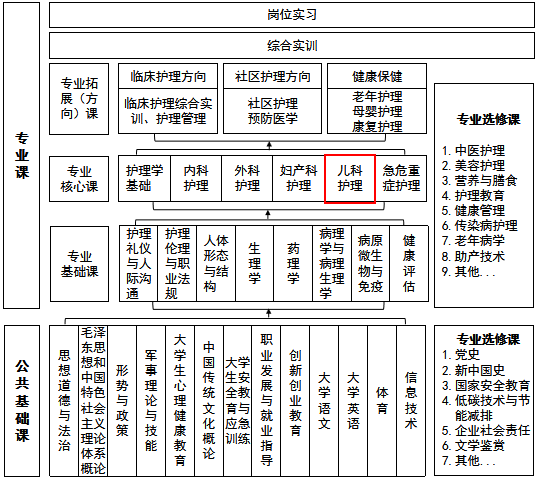 岗位实习
综合实训
专业课
专业拓
展（方
向）课
临床护理方向
临床护理综合实
训、护理管理
社区护理方向
社区护理
预防医学
健康保健
老年护理
母婴护理
康复护理
专业
核心课
护理学
基础
内科
护理
外科
护理
妇产科
护理
儿科
护理
急危重
症护理
专业
基础课
护理礼仪与人际沟通
护理伦理与职业法规
人体形态与结构
生理学
药理学
病理学与病理生理学
病原微生物与免疫
健康评估
专业选修课
1. 中医护理
2. 美容护理
3. 营养与膳食
4. 护理教育
5. 健康管理
6. 传染病护理
7. 老年病学
8. 助产技术
9. 其他...
公共基础课
思想道德与法治
毛泽东思想和中国特色社会主义理论体系概论
形势与政策
军事理论与技能
大学生心理健康教育
中国传统文化概论
大学生安全教育与应急训练
职业发展与就业指导
创新创业教育
大学语文
大学英语
体育
信息技术
专业选修课
1. 党史
2. 新中国史
3. 国家安全教育
4. 低碳技术与节
能减排
5. 企业社会责任
6. 文学鉴赏
7. 其他...